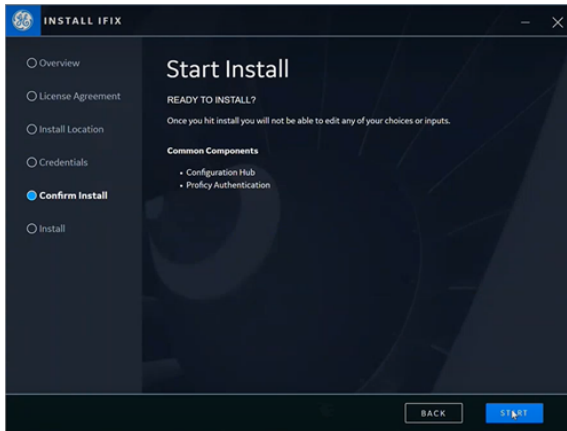 INSTALL IFIX
Overview
License Agreement
Install Location
Credentials
Confirm Install
Install
Start Install
READY TO INSTALL?
Once you hit install you will not be able to edit any of your choices or inputs.
Common Components
• Configuration Hub
• Proficy Authentication
BACK
START